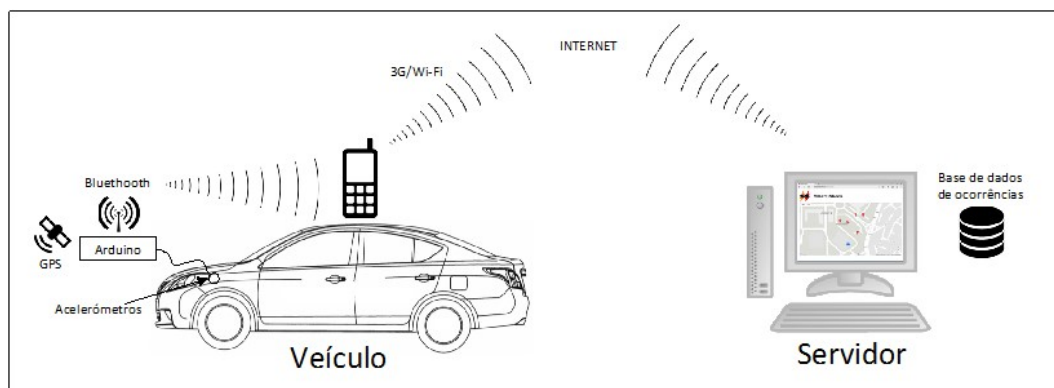 INTERNET
3G/Wi-Fi
Bluethooth
GPS
Arduino
Acelerómetros
Veículo
Base de dados
de ocorrências
Servidor